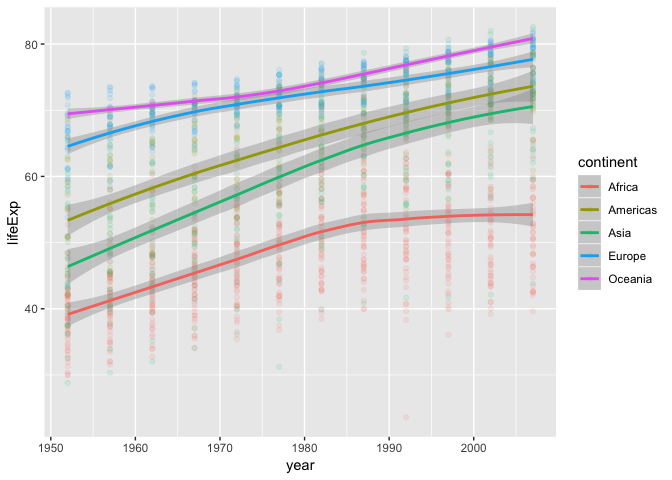 80
60
40
lifeExp
1950 1960 1970 1980 1990 2000
year
continent
Africa
Americas
Asia
Europe
Oceania